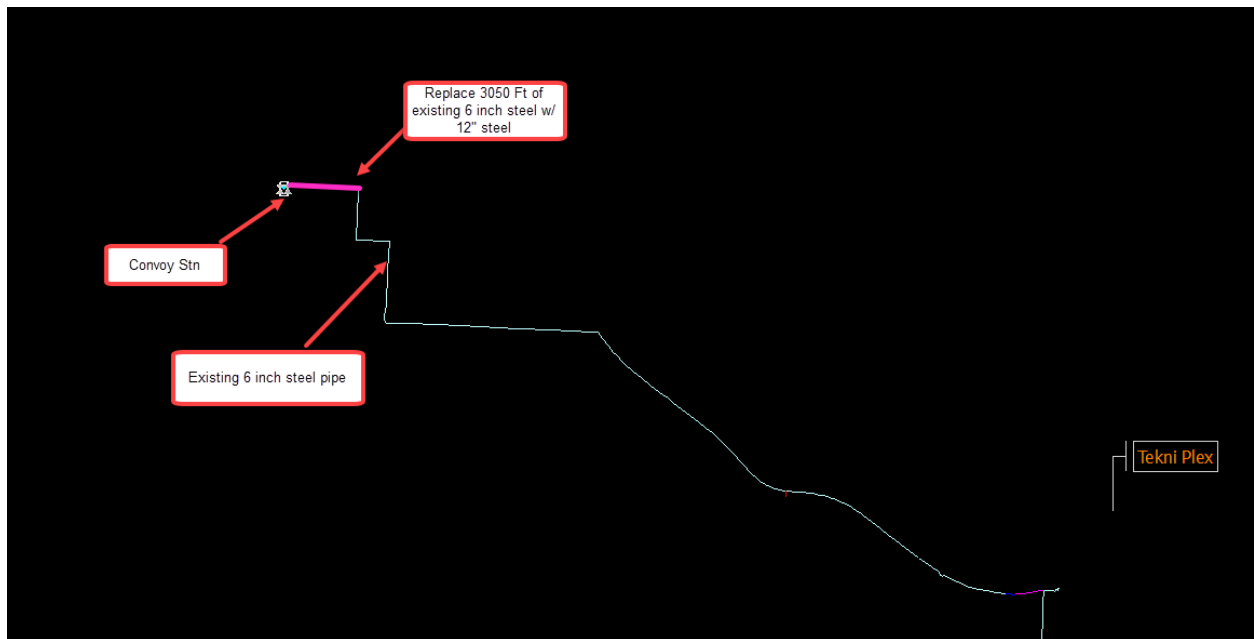 Replace 3050 Ft of
existing 6 inch steel w/
12" steel
Convoy Stn
Existing 6 inch steel pipe
Tekni Plex